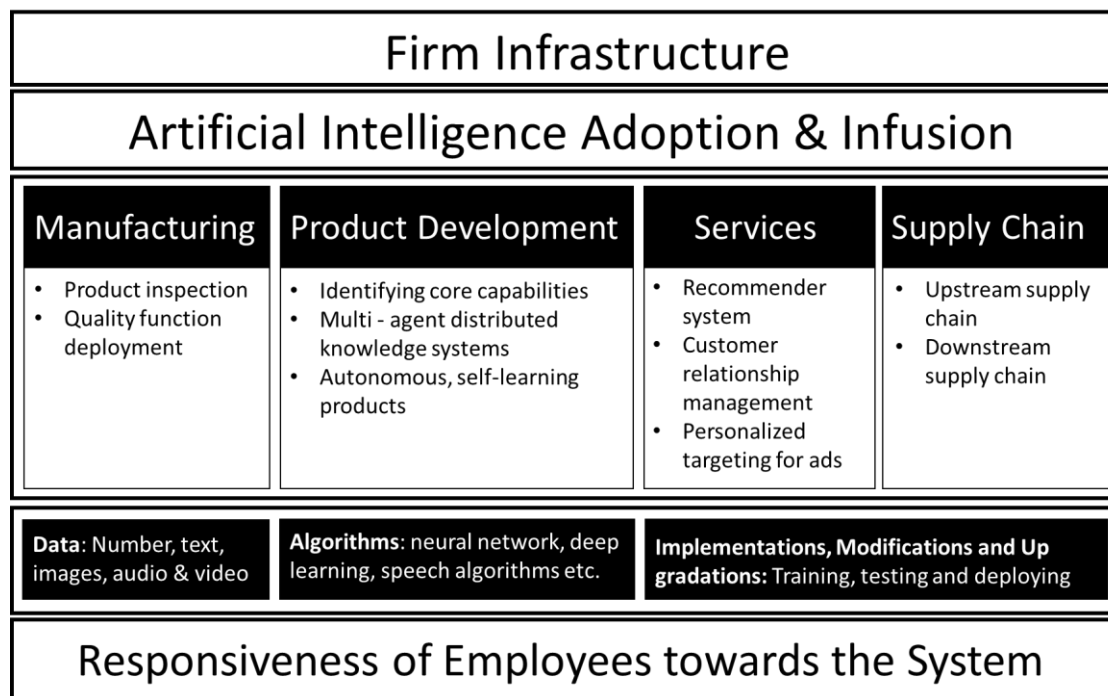 Firm Infrastructure
Artificial Intelligence Adoption & Infusion
Manufacturing
• Product inspection
• Quality function
deployment
Product Development
• Identifying core capabilities
• Multi - agent distributed
knowledge systems
• Autonomous, self-learning
products
Services
• Recommender
system
• Customer
relationship
management
• Personalized
targeting for ads
Supply Chain
• Upstream supply
chain
• Downstream
supply chain
Data: Number, text,
images, audio & video
Algorithms: neural network, deep
learning, speech algorithms etc.
Implementations, Modifications and Up
gradations: Training, testing and deploying
Responsiveness of Employees towards the System